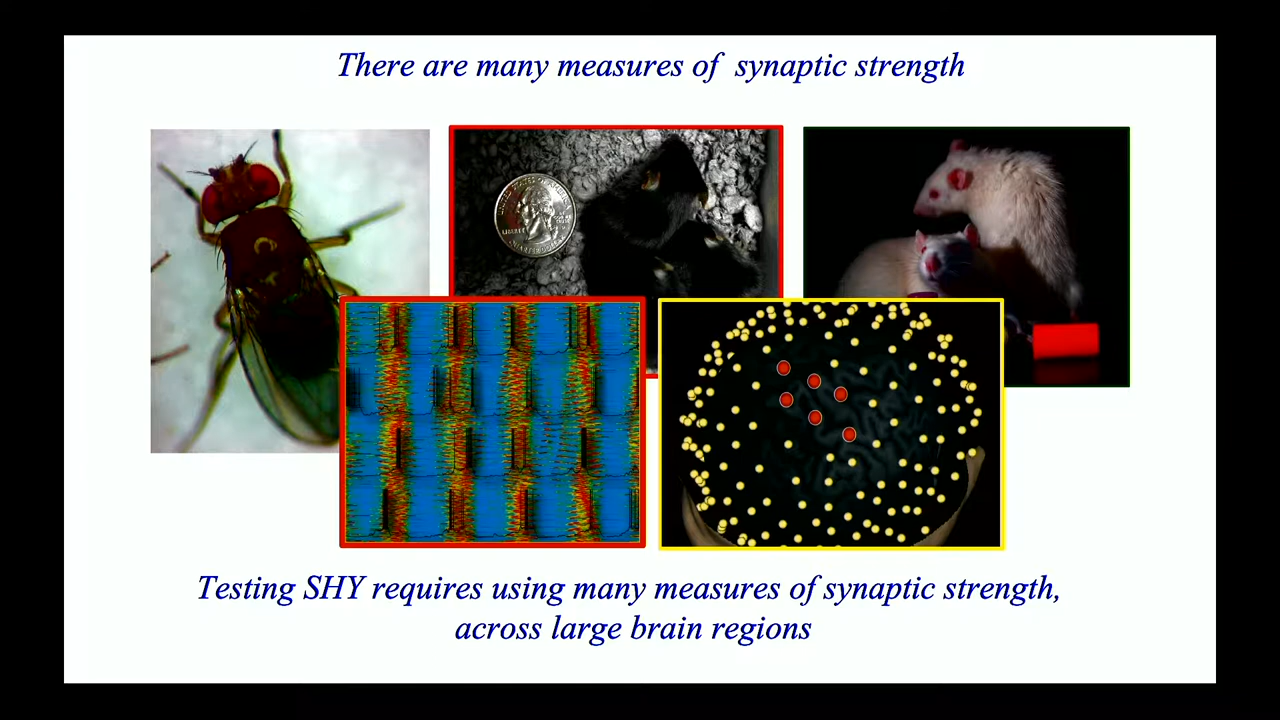 There are many measures of synaptic strength
LIBERTY
Testing SHY requires using many measures of synaptic strength,
across large brain regions